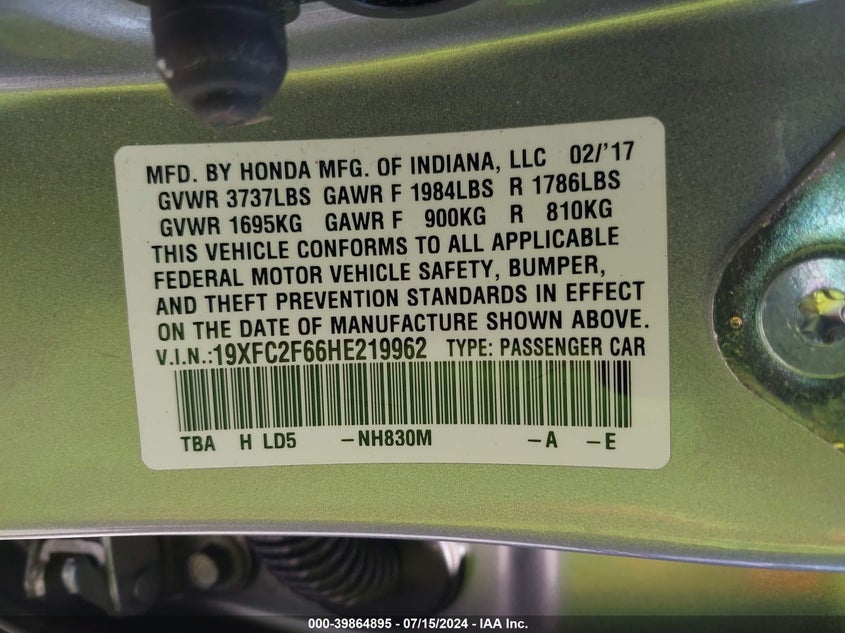 MFD. BY HONDA MFG. OF INDIANA, LLC 02/'17
GVWR 3737LBS GAWR F 1984LBS R 1786LBS
GVWR 1695KG GAWR F 900KG R 810KG
THIS VEHICLE CONFORMS TO ALL APPLICABLE
FEDERAL MOTOR VEHICLE SAFETY, BUMPER,
AND THEFT PREVENTION STANDARDS IN EFFECT
ON THE DATE OF MANUFACTURE SHOWN ABOVE.
V.I.N.:19XFC2F66HE219962 TYPE: PASSENGER CAR
TBA H LD5 -NH830M -A -E
000-39864895 - 07/15/2024 - IAA Inc.